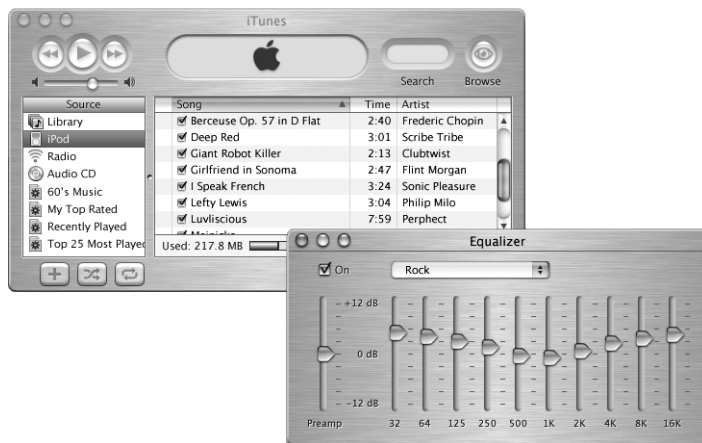 iTunes
Search
Browse
Source
Library
iPod
Radio
Audio CD
60's Music
My Top Rated
Recently Played
Top 25 Most Played
Song Time Artist
Berceuse Op. 57 in D Flat 2:40 Frederic Chopin
Deep Red 3:01 Scribe Tribe
Giant Robot Killer 2:13 Clubtwist
Girlfriend in Sonoma 2:47 Flint Morgan
I Speak French 3:24 Sonic Pleasure
Lefty Lewis 3:04 Philip Milo
Luvliscious 7:59 Perphect
Used: 217.8 MB
Equalizer
On
Rock
+12 dB
0 dB
-12 dB
Preamp 32 64 125 250 500 1K 2K 4K 8K 16K